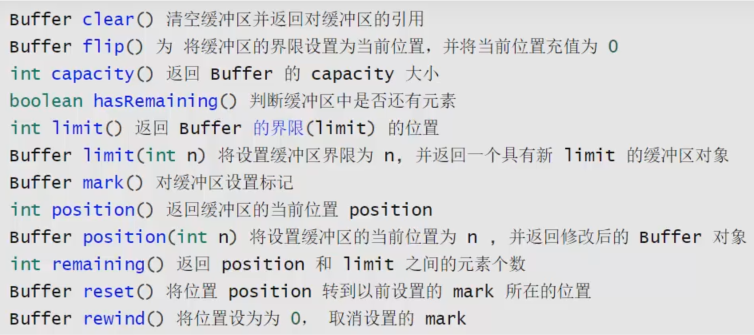 Buffer clear() 清空缓冲区并返回对缓冲区的引用
Buffer flip() 为 将缓冲区的界限设置为当前位置，并将当前位置充值为 0
int capacity() 返回 Buffer 的 capacity 大小
boolean hasRemaining() 判断缓冲区中是否还有元素
int limit() 返回 Buffer 的界限(limit) 的位置
Buffer limit(int n) 将设置缓冲区界限为 n, 并返回一个具有新 limit 的缓冲区对象
Buffer mark() 对缓冲区设置标记
int position() 返回缓冲区的当前位置 position
Buffer position(int n) 将设置缓冲区的当前位置为 n , 并返回修改后的 Buffer 对象
int remaining() 返回 position 和 limit 之间的元素个数
Buffer reset() 将位置 position 转到以前设置的 mark 所在的位置
Buffer rewind() 将位置设为为 0， 取消设置的 mark